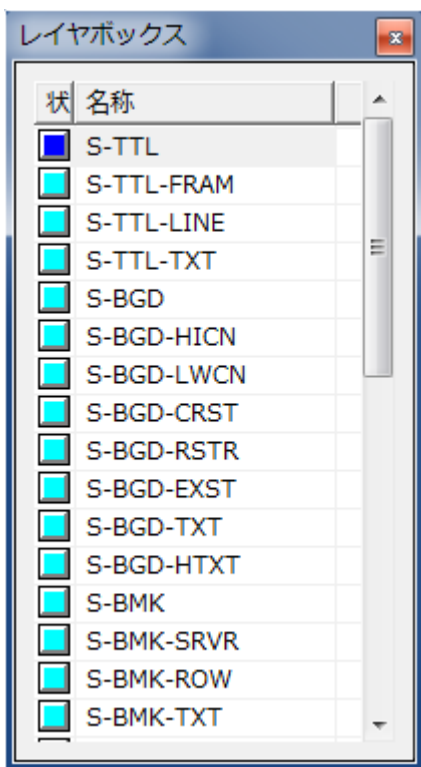 レイヤボックス
状 名称
S-TTL
S-TTL-FRAM
S-TTL-LINE
S-TTL-TXT
S-BGD
S-BGD-HICN
S-BGD-LWCN
S-BGD-CRST
S-BGD-RSTR
S-BGD-EXST
S-BGD-TXT
S-BGD-HTXT
S-BMK
S-BMK-SRVR
S-BMK-ROW
S-BMK-TXT